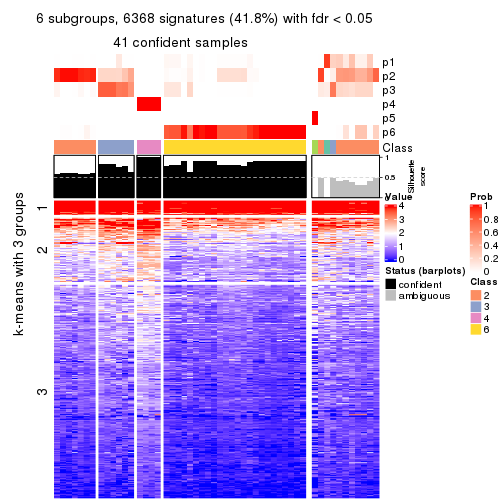 6 subgroups, 6368 signatures (41.8%) with fdr < 0.05
41 confident samples
p1
p2
p3
p4
p5
p6
Class
1
0.5
0
Silhouette
score
k-means with 3 groups
1
2
3
Value
4
3
2
1
0
Status (barplots)
confident
ambiguous
Prob
1
0.8
0.6
0.4
0.2
0
Class
2
3
4
6